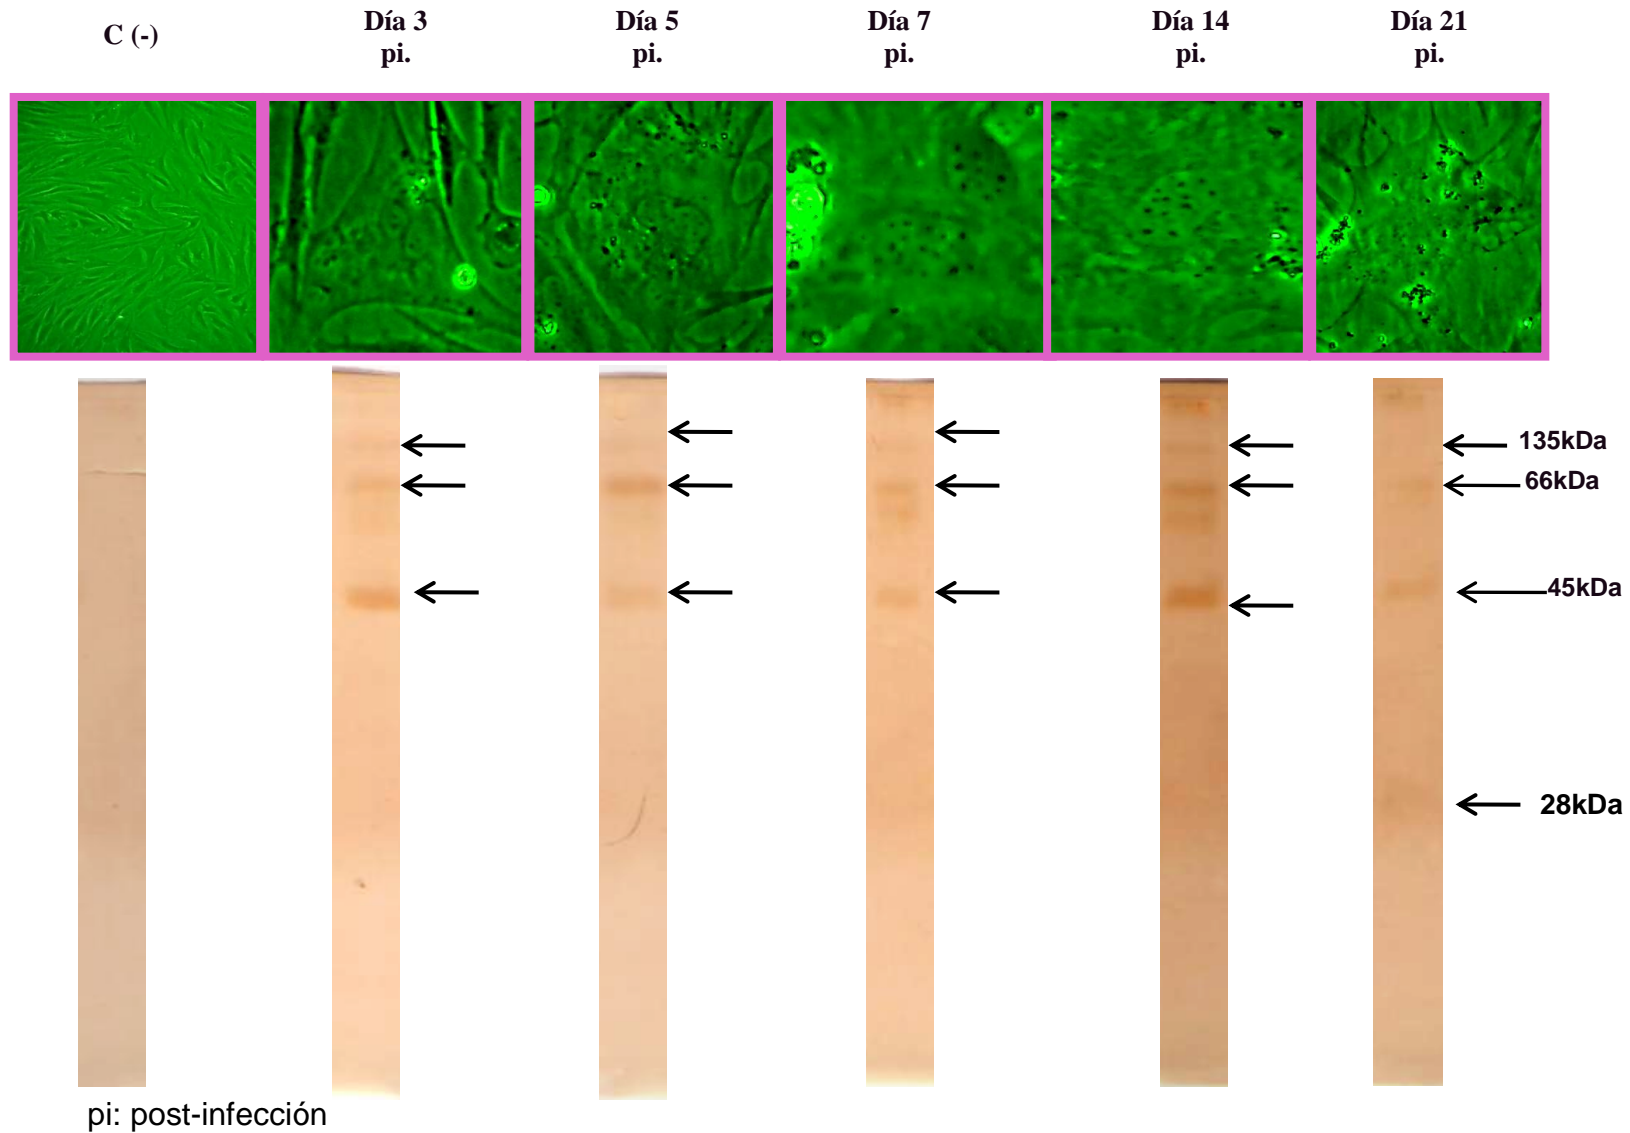 C (-)
Día 3
pi.
Día 5
pi.
Día 7
pi.
Día 14
pi.
Día 21
pi.
135kDa
66kDa
45kDa
28kDa
pi: post-infección